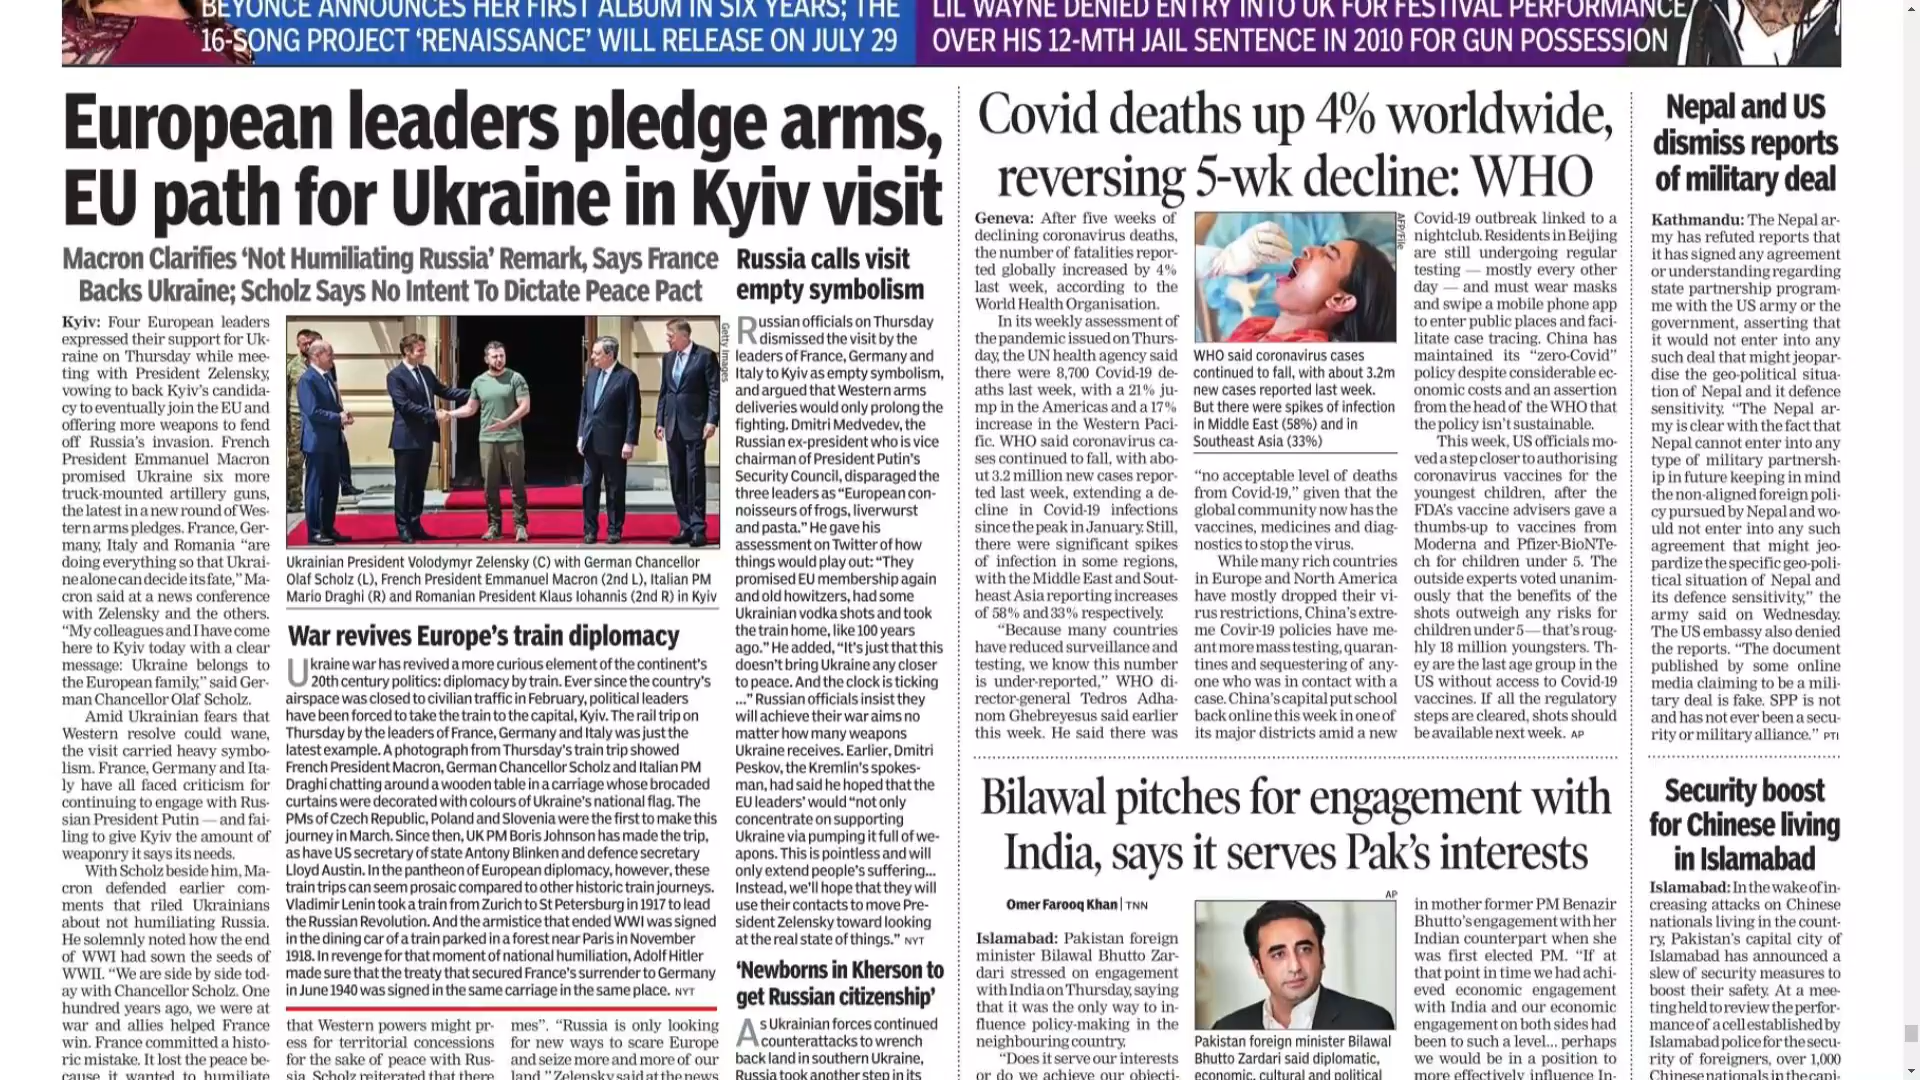 BEYONCE ANNOUNCES HER FIRST ALBUM IN SIX YEARS; THE
16-SONG PROJECT ‘RENAISSANCE’ WILL RELEASE ON JULY 29
LIL WAYNE DENIED ENTRY INTO UK FOR FESTIVAL PERFORMANCE
OVER HIS 12-MTH JAIL SENTENCE IN 2010 FOR GUN POSSESSION
European leaders pledge arms,
EU path for Ukraine in Kyiv visit
Macron Clarifies ‘Not Humiliating Russia’ Remark, Says France
Backs Ukraine; Scholz Says No Intent To Dictate Peace Pact
Kyiv: Four European leaders
expressed their support for Uk-
raine on Thursday while mee-
ting with President Zelensky,
vowing to back Kyiv’s candida-
cy to eventually join the EU and
offering more weapons to fend
off Russia’s invasion. French
President Emmanuel Macron
promised Ukraine six more
truck-mounted artillery guns,
the latest in a new round of Wes-
tern arms pledges. France, Ger-
many, Italy and Romania “are
doing everything so that Ukrai-
ne alone can decide its fate,” Ma-
cron said at a news conference
with Zelensky and the others.
“My colleagues and I have come
here to Kyiv today with a clear
message: Ukraine belongs to
the European family,” said Ger-
man Chancellor Olaf Scholz.
Amid Ukrainian fears that
Western resolve could wane,
the visit carried heavy symbo-
lism. France, Germany and Ita-
ly have all faced criticism for
continuing to engage with Rus-
sian President Putin — and fai-
ling to give Kyiv the amount of
weaponry it says its needs.
With Scholz beside him, Ma-
cron defended earlier com-
ments that riled Ukrainians
about not humiliating Russia.
He solemnly noted how the end
of WWI had sown the seeds of
WWII. “We are side by side tod-
ay with Chancellor Scholz. One
hundred years ago, we were at
war and allies helped France
win. France committed a histo-
ric mistake. It lost the peace be-
cause it wanted to humiliate
Getty Images
Ukrainian President Volodymyr Zelensky (C) with German Chancellor
Olaf Scholz (L), French President Emmanuel Macron (2nd L), Italian PM
Mario Draghi (R) and Romanian President Klaus Iohannis (2nd R) in Kyiv
War revives Europe’s train diplomacy
Ukraine war has revived a more curious element of the continent’s
20th century politics: diplomacy by train. Ever since the country’s
airspace was closed to civilian traffic in February, political leaders
have been forced to take the train to the capital, Kyiv. The rail trip on
Thursday by the leaders of France, Germany and Italy was just the
latest example. A photograph from Thursday’s train trip showed
French President Macron, German Chancellor Scholz and Italian PM
Draghi chatting around a wooden table in a carriage whose brocaded
curtains were decorated with colours of Ukraine’s national flag. The
PMs of Czech Republic, Poland and Slovenia were the first to make this
journey in March. Since then, UK PM Boris Johnson has made the trip,
as have US secretary of state Antony Blinken and defence secretary
Lloyd Austin. In the pantheon of European diplomacy, however, these
train trips can seem prosaic compared to other historic train journeys.
Vladimir Lenin took a train from Zurich to St Petersburg in 1917 to lead
the Russian Revolution. And the armistice that ended WWI was signed
in the dining car of a train parked in a forest near Paris in November
1918. In revenge for that moment of national humiliation, Adolf Hitler
made sure that the treaty that secured France’s surrender to Germany
in June 1940 was signed in the same carriage in the same place. NYT
that Western powers might pr-
ess for territorial concessions
for the sake of peace with Rus-
sia, Scholz reiterated that there
mes”. “Russia is only looking
for new ways to scare Europe
and seize more and more of our
land,” Zelensky said at the news
Russia calls visit
empty symbolism
Russian officials on Thursday
dismissed the visit by the
leaders of France, Germany and
Italy to Kyiv as empty symbolism,
and argued that Western arms
deliveries would only prolong the
fighting. Dmitri Medvedev, the
Russian ex-president who is vice
chairman of President Putin’s
Security Council, disparaged the
three leaders as “European con-
noisseurs of frogs, liverwurst
and pasta.” He gave his
assessment on Twitter of how
things would play out: “They
promised EU membership again
and old howitzers, had some
Ukrainian vodka shots and took
the train home, like 100 years
ago.” He added, “It’s just that this
doesn’t bring Ukraine any closer
to peace. And the clock is ticking
...” Russian officials insist they
will achieve their war aims no
matter how many weapons
Ukraine receives. Earlier, Dmitri
Peskov, the Kremlin’s spokes-
man, had said he hoped that the
EU leaders’ would “not only
concentrate on supporting
Ukraine via pumping it full of we-
apons. This is pointless and will
only extend people’s suffering...
Instead, we’ll hope that they will
use their contacts to move Pre-
sident Zelensky toward looking
at the real state of things.” NYT
‘Newborns in Kherson to
get Russian citizenship’
As Ukrainian forces continued
counterattacks to wrench
back land in southern Ukraine,
Russia took another step in its
Covid deaths up 4% worldwide,
reversing 5-wk decline: WHO
Geneva: After five weeks of
declining coronavirus deaths,
the number of fatalities repor-
ted globally increased by 4%
last week, according to the
World Health Organisation.
In its weekly assessment of
the pandemic issued on Thurs-
day, the UN health agency said
there were 8,700 Covid-19 de-
aths last week, with a 21% ju-
mp in the Americas and a 17%
increase in the Western Paci-
fic. WHO said coronavirus ca-
ses continued to fall, with abo-
ut 3.2 million new cases repor-
ted last week, extending a de-
cline in Covid-19 infections
since the peak in January. Still,
there were significant spikes
of infection in some regions,
with the Middle East and Sout-
heast Asia reporting increases
of 58% and 33% respectively.
“Because many countries
have reduced surveillance and
testing, we know this number
is under-reported,” WHO di-
rector-general Tedros Adha-
nom Ghebreyesus said earlier
this week. He said there was
AFP/File
WHO said coronavirus cases
continued to fall, with about 3.2m
new cases reported last week.
But there were spikes of infection
in Middle East (58%) and in
Southeast Asia (33%)
“no acceptable level of deaths
from Covid-19,” given that the
global community now has the
vaccines, medicines and diag-
nostics to stop the virus.
While many rich countries
in Europe and North America
have mostly dropped their vi-
rus restrictions, China’s extre-
me Covir-19 policies have me-
ant more mass testing, quaran-
tines and sequestering of any-
one who was in contact with a
case. China’s capital put school
back online this week in one of
its major districts amid a new
Covid-19 outbreak linked to a
nightclub. Residents in Beijing
are still undergoing regular
testing — mostly every other
day — and must wear masks
and swipe a mobile phone app
to enter public places and faci-
litate case tracing. China has
maintained its “zero-Covid”
policy despite considerable ec-
onomic costs and an assertion
from the head of the WHO that
the policy isn’t sustainable.
This week, US officials mo-
ved a step closer to authorising
coronavirus vaccines for the
youngest children, after the
FDA’s vaccine advisers gave a
thumbs-up to vaccines from
Moderna and Pfizer-BioNTe-
ch for children under 5. The
outside experts voted unanim-
ously that the benefits of the
shots outweigh any risks for
children under 5 — that’s roug-
hly 18 million youngsters. Th-
ey are the last age group in the
US without access to Covid-19
vaccines. If all the regulatory
steps are cleared, shots should
be available next week. AP
Bilawal pitches for engagement with
India, says it serves Pak’s interests
Omer Farooq Khan | TNN
Islamabad: Pakistan foreign
minister Bilawal Bhutto Zar-
dari stressed on engagement
with India on Thursday, saying
that it was the only way to in-
fluence policy-making in the
neighbouring country.
“Does it serve our interests
or do we achieve our objecti-
AP
Pakistan foreign minister Bilawal
Bhutto Zardari said diplomatic,
economic, cultural and political
in mother former PM Benazir
Bhutto’s engagement with her
Indian counterpart when she
was first elected PM. “If at
that point in time we had achi-
eved economic engagement
with India and our economic
engagement on both sides had
been to such a level... perhaps
we would be in a position to
more effectively influence In-
Nepal and US
dismiss reports
of military deal
Kathmandu: The Nepal ar-
my has refuted reports that
it has signed any agreement
or understanding regarding
state partnership program-
me with the US army or the
government, asserting that
it would not enter into any
such deal that might jeopar-
dise the geo-political situa-
tion of Nepal and it defence
sensitivity. “The Nepal ar-
my is clear with the fact that
Nepal cannot enter into any
type of military partnersh-
ip in future keeping in mind
the non-aligned foreign poli-
cy pursued by Nepal and wo-
uld not enter into any such
agreement that might jeo-
pardize the specific geo-poli-
tical situation of Nepal and
its defence sensitivity,” the
army said on Wednesday.
The US embassy also denied
the reports. “The document
published by some online
media claiming to be a mili-
tary deal is fake. SPP is not
and has not ever been a secu-
rity or military alliance.” PTI
Security boost
for Chinese living
in Islamabad
Islamabad: In the wake of in-
creasing attacks on Chinese
nationals living in the count-
ry, Pakistan’s capital city of
Islamabad has announced a
slew of security measures to
boost their safety. At a mee-
ting held to review the perfor-
mance of a cell established by
Islamabad police for the secu-
rity of foreigners, over 1,000
Chinese nationals in the capi-